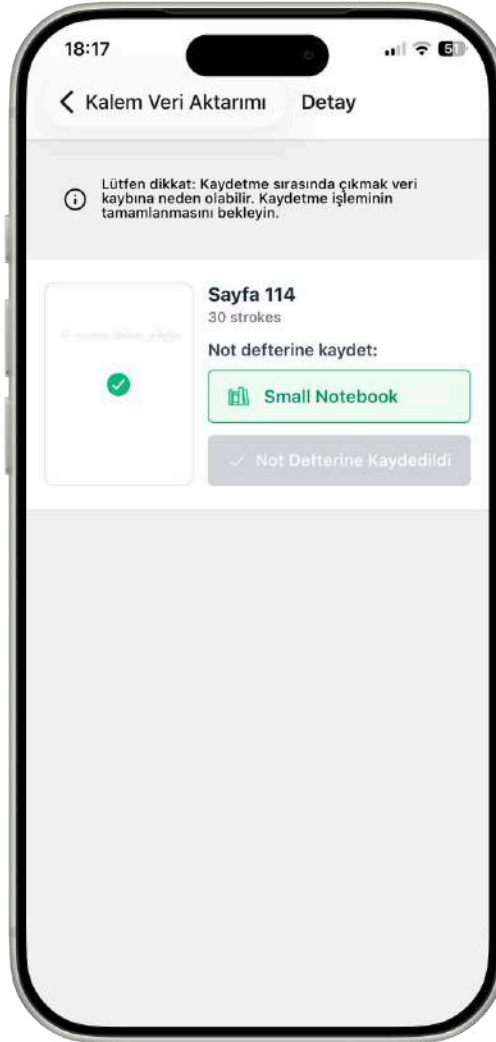 18:17
51
Kalem Veri Aktarımı Detay
Lütfen dikkat: Kaydetme sırasında çıkmak veri
kaybına neden olabilir. Kaydetme işleminin
tamamlanmasını bekleyin.
Sayfa 114
30 strokes
Not defterine kaydet:
Small Notebook
Not Defterine Kaydedildi